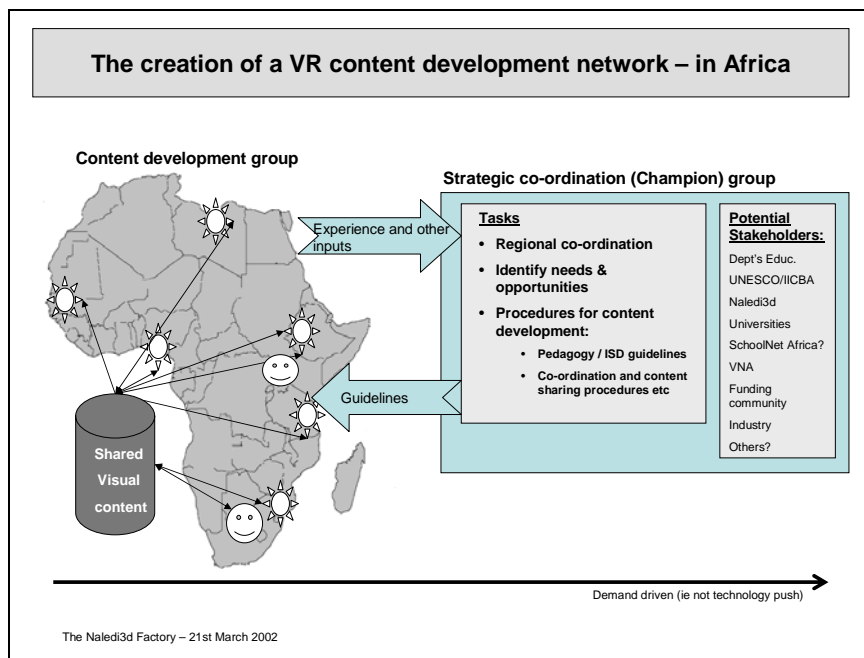 The creation of a VR content development network – in Africa
Content development group
Shared
Visual
content
Experience and other
inputs
Guidelines
Strategic co-ordination (Champion) group
Tasks
• Regional co-ordination
• Identify needs &
opportunities
• Procedures for content
development:
• Pedagogy / ISD guidelines
• Co-ordination and content
sharing procedures etc
Potential
Stakeholders:
Dept's Educ.
UNESCO/IICBA
Naledi3d
Universities
SchoolNet Africa?
VNA
Funding
community
Industry
Others?
Demand driven (ie not technology push)
The Naledi3d Factory – 21st March 2002